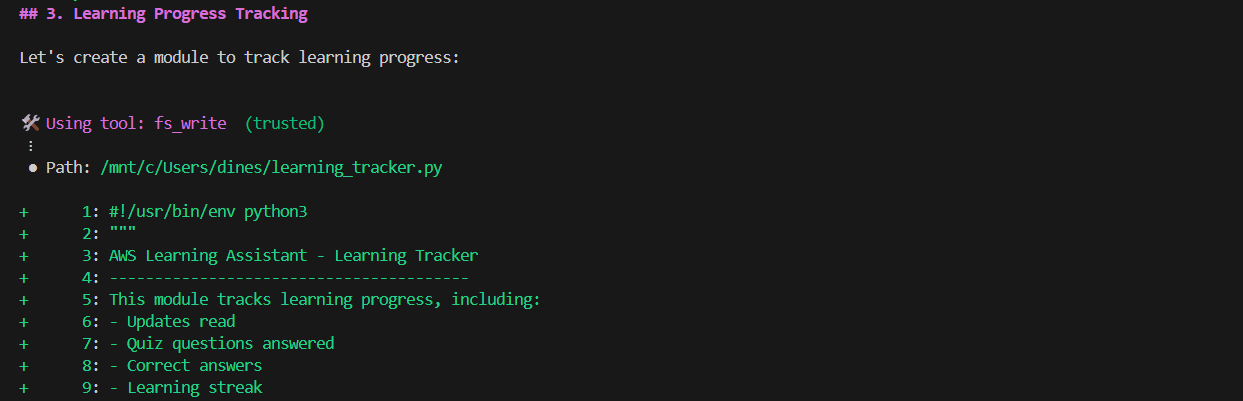 ## 3. Learning Progress Tracking
Let's create a module to track learning progress:
🛠️ Using tool: fs_write (trusted)
⋮
● Path: /mnt/c/Users/dines/learning_tracker.py
+ 1: #!/usr/bin/env python3
+ 2: """
+ 3: AWS Learning Assistant - Learning Tracker
+ 4: ----------------------------------------
+ 5: This module tracks learning progress, including:
+ 6: - Updates read
+ 7: - Quiz questions answered
+ 8: - Correct answers
+ 9: - Learning streak